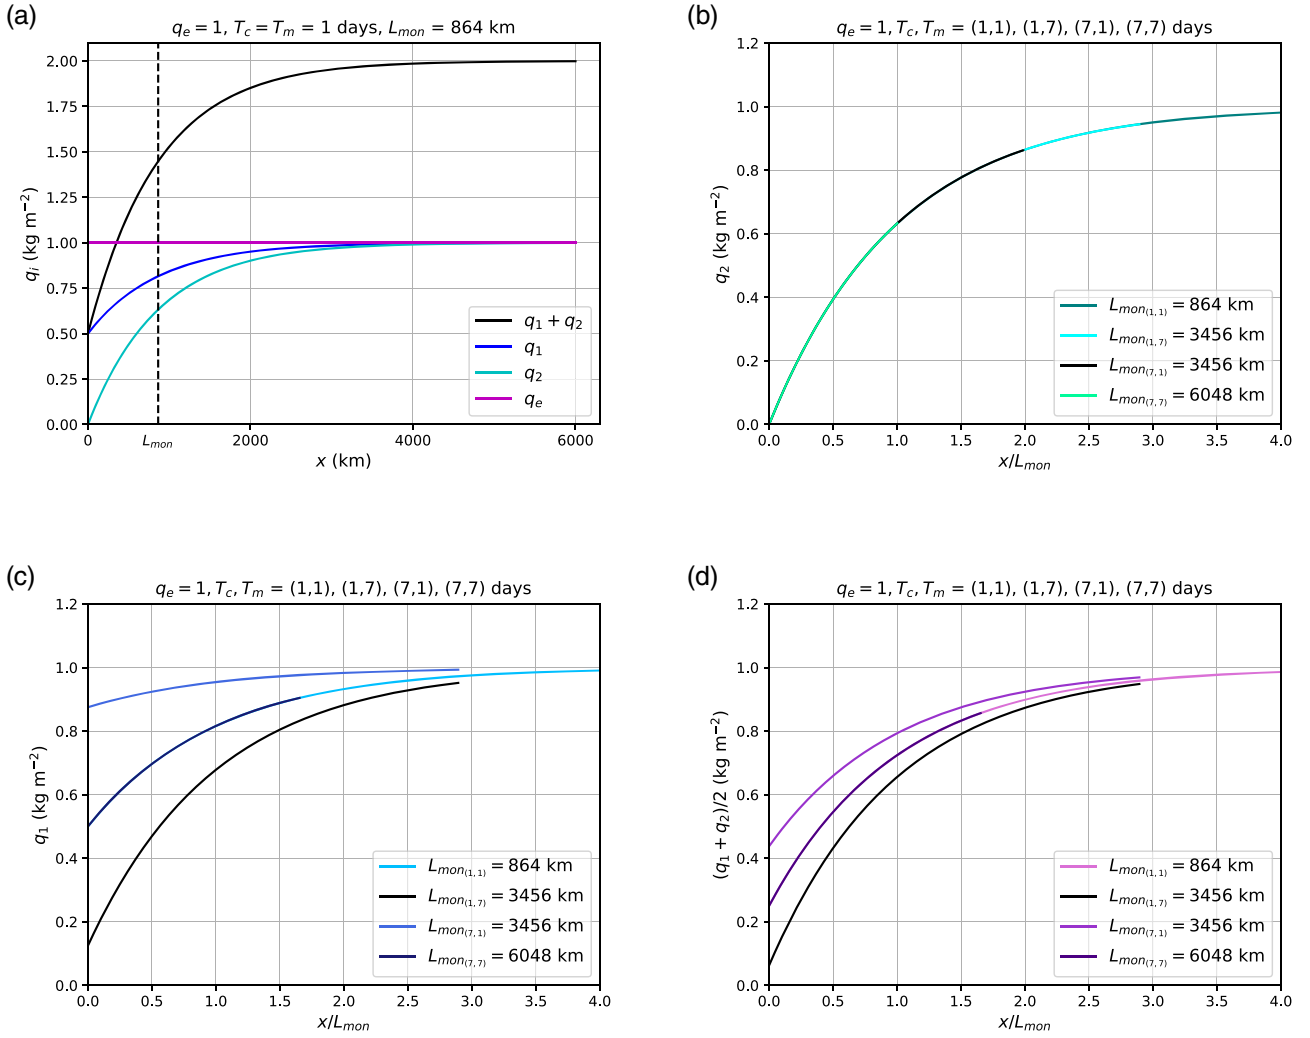 (a)
q_e = 1, T_c = T_m = 1 days, L_mon = 864 km
2.00
1.75
1.50
1.25
1.00
0.75
0.50
0.25
0.00
q_i (kg m⁻²)
q_1 + q_2
q_1
q_2
q_e
0 L_mon 2000 4000 6000
x (km)
(b)
q_e = 1, T_c, T_m = (1,1), (1,7), (7,1), (7,7) days
1.2
1.0
0.8
0.6
0.4
0.2
0.0
q_2 (kg m⁻²)
L_mon(1,1) = 864 km
L_mon(1,7) = 3456 km
L_mon(7,1) = 3456 km
L_mon(7,7) = 6048 km
0.0 0.5 1.0 1.5 2.0 2.5 3.0 3.5 4.0
x/L_mon
(c)
q_e = 1, T_c, T_m = (1,1), (1,7), (7,1), (7,7) days
1.2
1.0
0.8
0.6
0.4
0.2
0.0
q_1 (kg m⁻²)
L_mon(1,1) = 864 km
L_mon(1,7) = 3456 km
L_mon(7,1) = 3456 km
L_mon(7,7) = 6048 km
0.0 0.5 1.0 1.5 2.0 2.5 3.0 3.5 4.0
x/L_mon
(d)
q_e = 1, T_c, T_m = (1,1), (1,7), (7,1), (7,7) days
1.2
1.0
0.8
0.6
0.4
0.2
0.0
(q_1 + q_2)/2 (kg m⁻²)
L_mon(1,1) = 864 km
L_mon(1,7) = 3456 km
L_mon(7,1) = 3456 km
L_mon(7,7) = 6048 km
0.0 0.5 1.0 1.5 2.0 2.5 3.0 3.5 4.0
x/L_mon